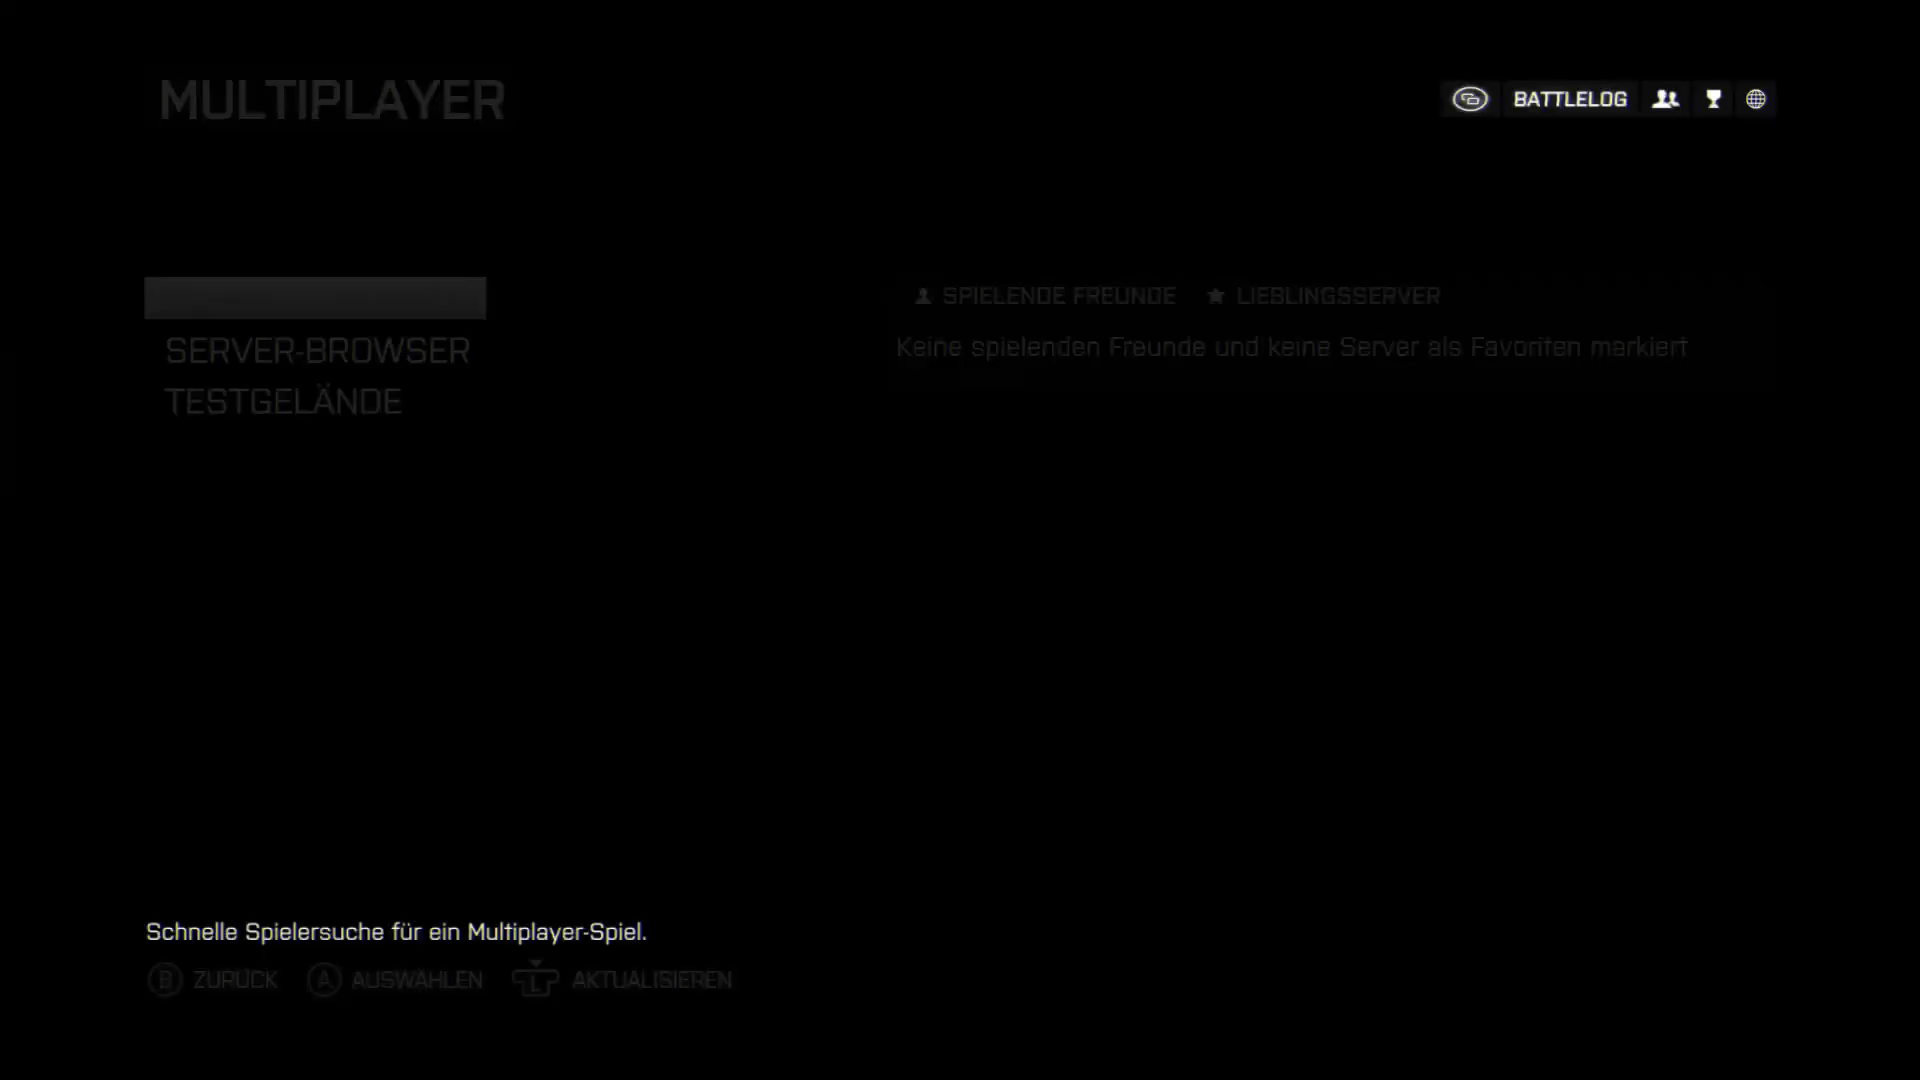 MULTIPLAYER
BATTLELOG
SPIELENDE FREUNDE LIEBLINGSSERVER
SERVER-BROWSER
Keine spielenden Freunde und keine Server als Favoriten markiert
TESTGELÄNDE
Schnelle Spielersuche für ein Multiplayer-Spiel.
B ZURÜCK A AUSWÄHLEN L AKTUALISIEREN